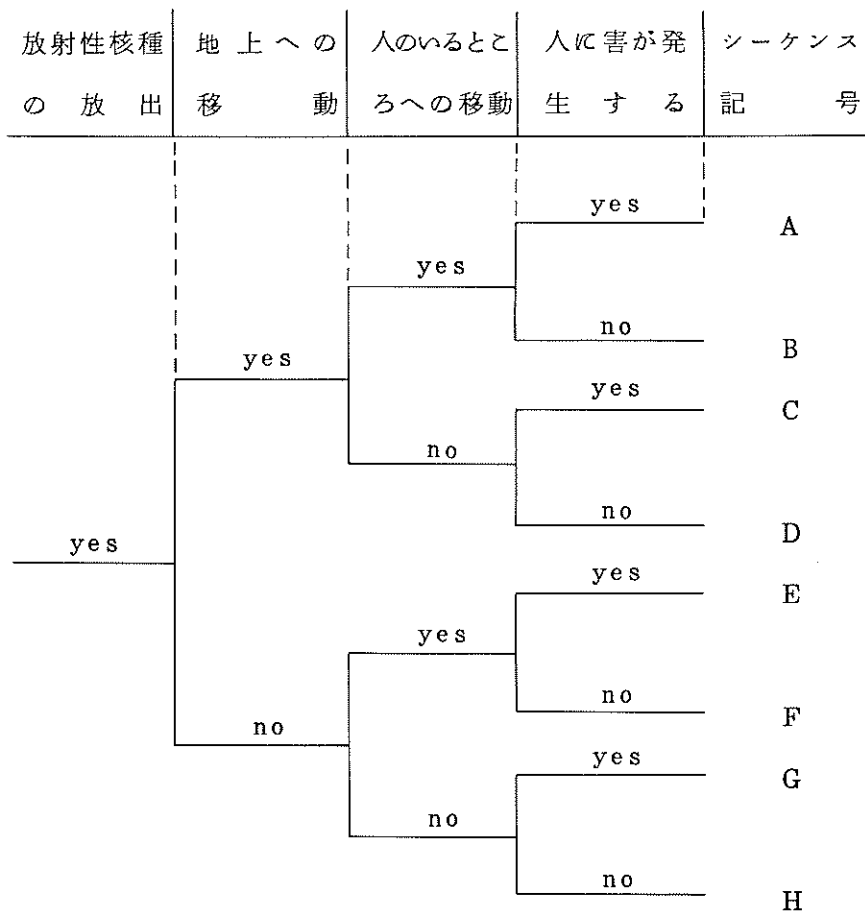 放射性核種の放出
地上への移動
人のいるところへの移動
人に害が発生する
シーケンス記号
yes
A
yes
no
B
yes
yes
C
no
no
D
yes
yes
E
yes
no
F
no
yes
G
no
no
H